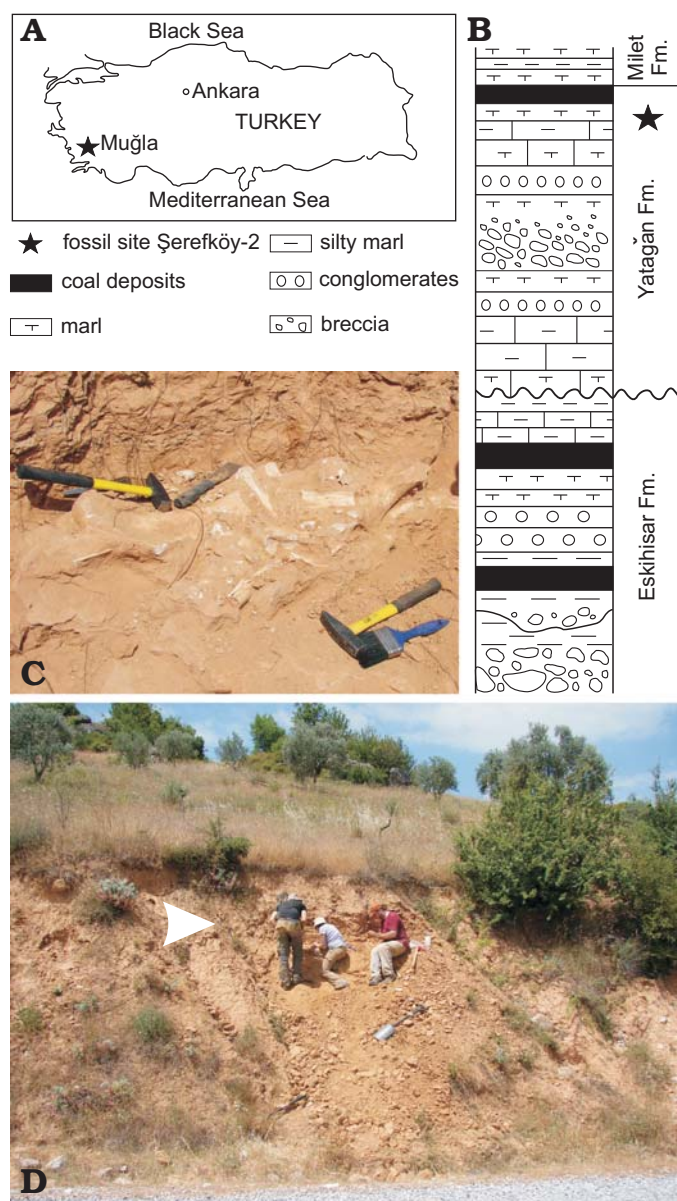 A
Black Sea
Ankara
TURKEY
Muğla
Mediterranean Sea
fossil site Şerefköy-2
silty marl
coal deposits
conglomerates
marl
breccia
B
Milet
Fm.
Yatağan Fm.
Eskihisar Fm.
C
D